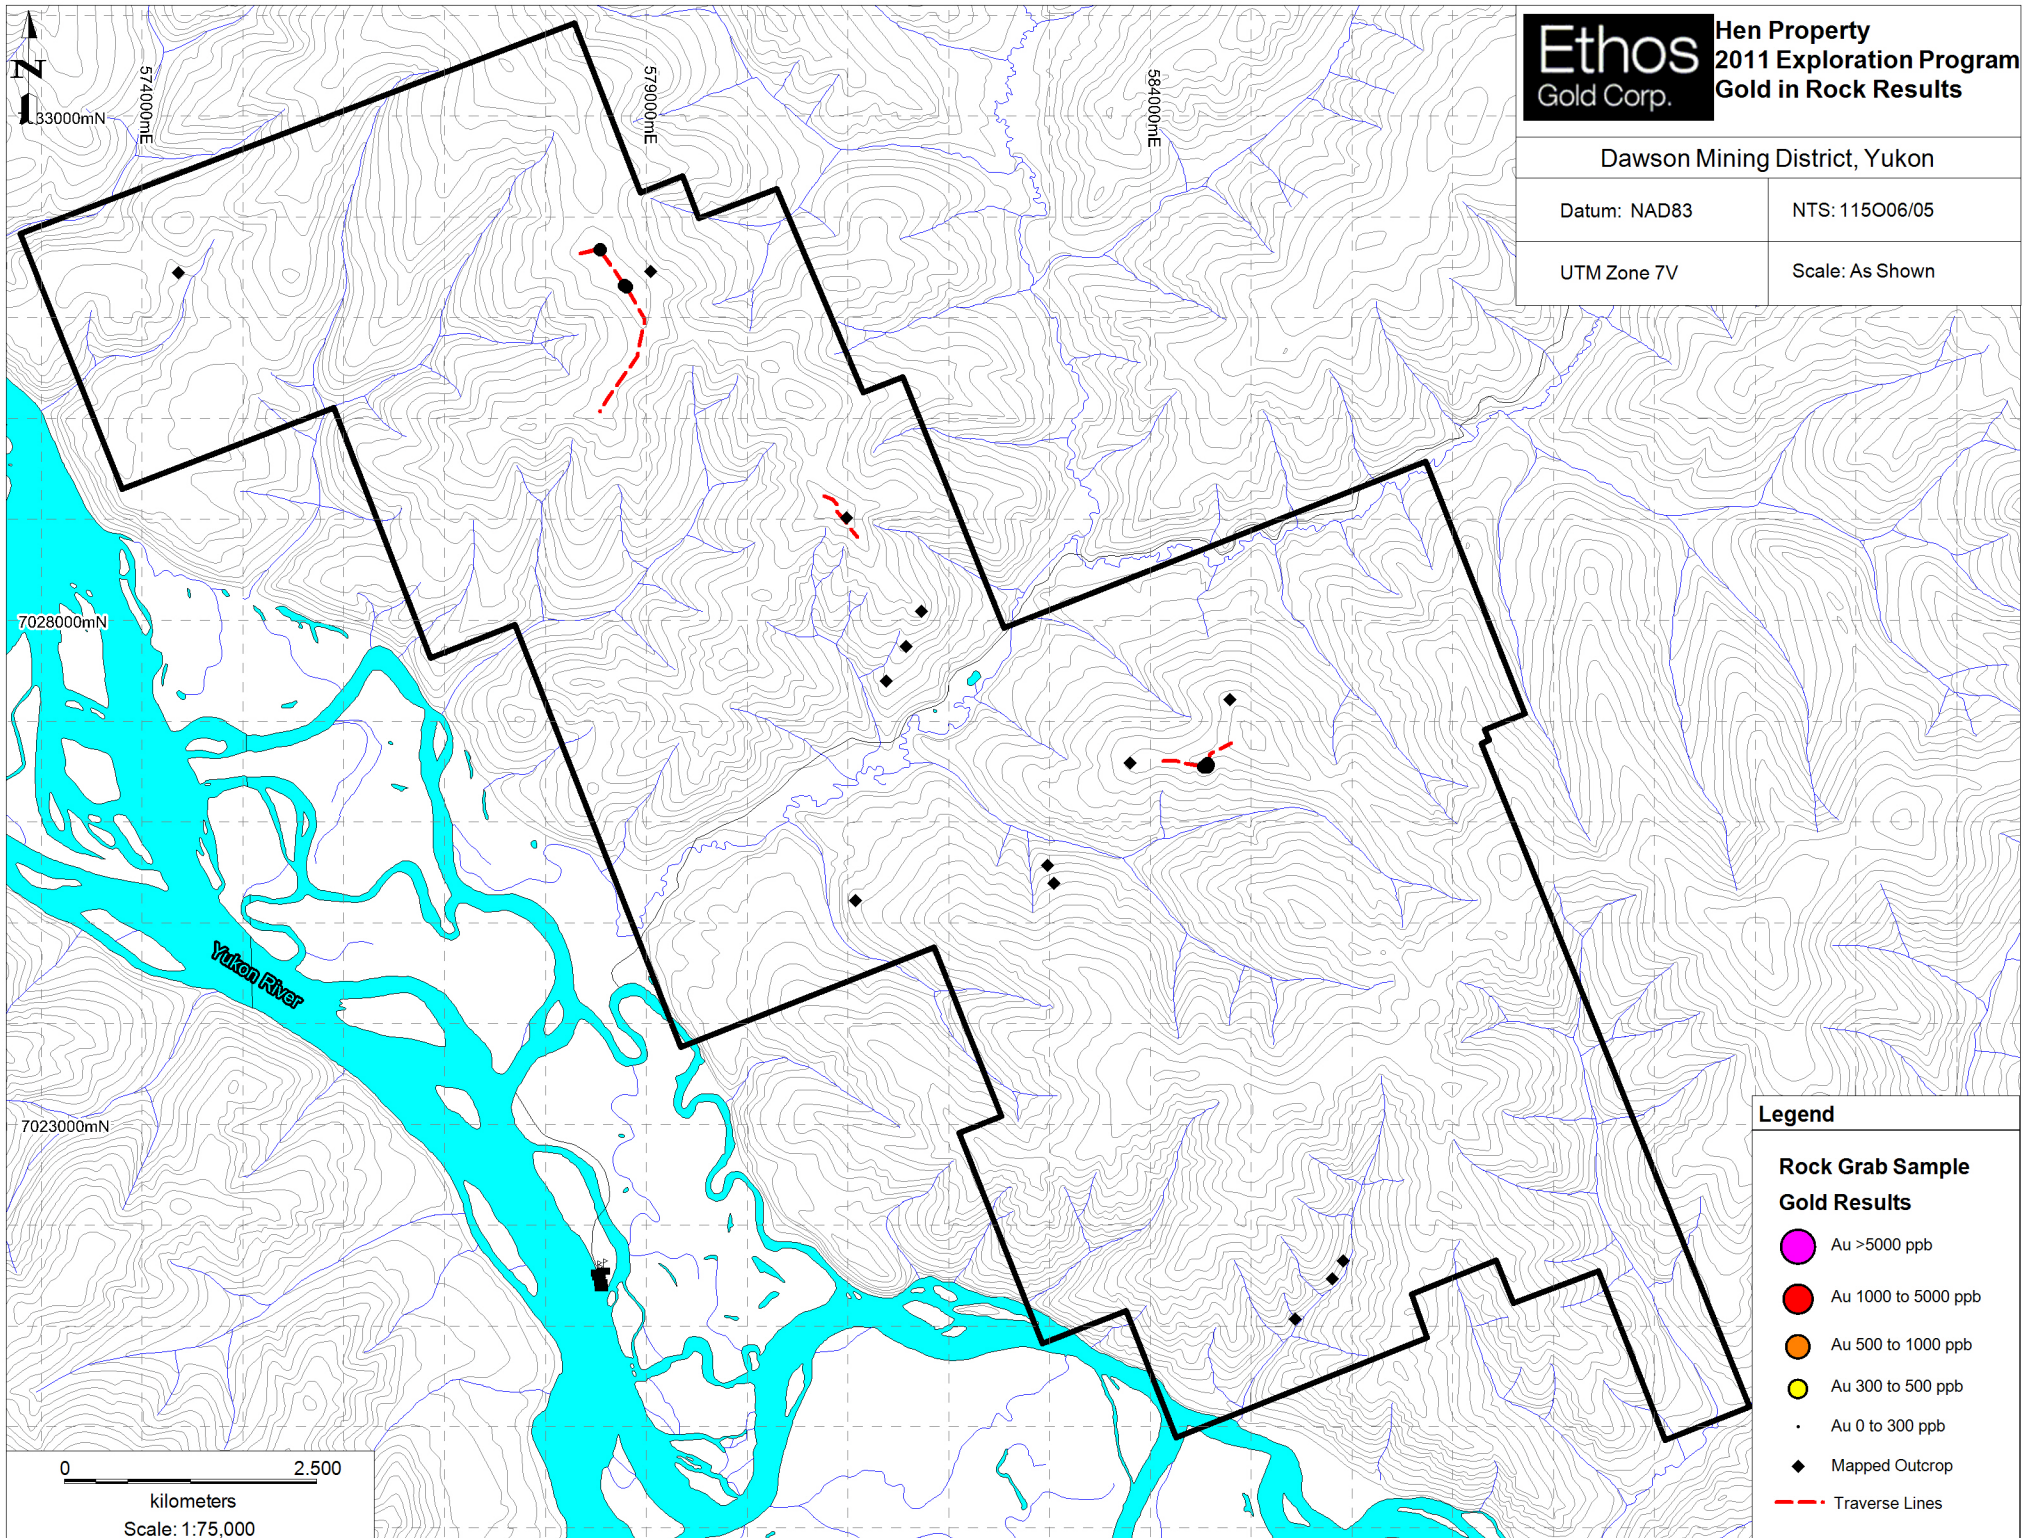 Ethos
Gold Corp.
Hen Property
2011 Exploration Program
Gold in Rock Results
Dawson Mining District, Yukon
Datum: NAD83
NTS: 115O06/05
UTM Zone 7V
Scale: As Shown
N
574000mE
579000mE
584000mE
33000mN
7028000mN
7023000mN
Yukon River
Legend
Rock Grab Sample
Gold Results
Au >5000 ppb
Au 1000 to 5000 ppb
Au 500 to 1000 ppb
Au 300 to 500 ppb
Au 0 to 300 ppb
Mapped Outcrop
Traverse Lines
0 2.500
kilometers
Scale: 1:75,000